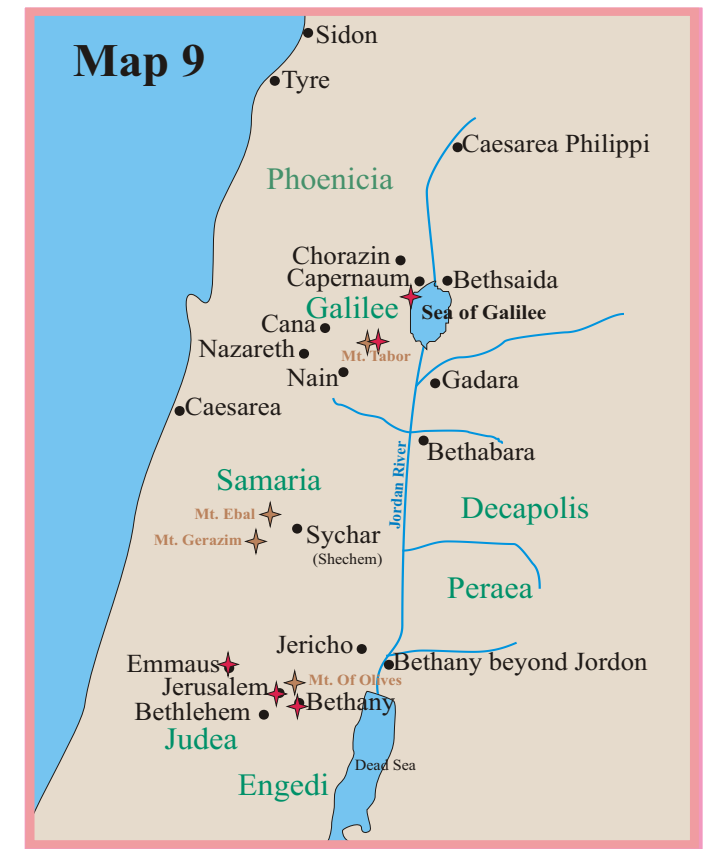 Sidon
Map 9
Tyre
Caesarea Philippi
Phoenicia
Chorazin
Capernaum
Bethsaida
Galilee
Sea of Galilee
Cana
Nazareth
Mt. Tabor
Nain
Gadara
Caesarea
Bethabara
Jordan River
Samaria
Decapolis
Mt. Ebal
Mt. Gerazim
Sychar
(Shechem)
Peraea
Jericho
Emmaus
Bethany beyond Jordon
Mt. Of Olives
Jerusalem
Bethany
Bethlehem
Judea
Dead Sea
Engedi